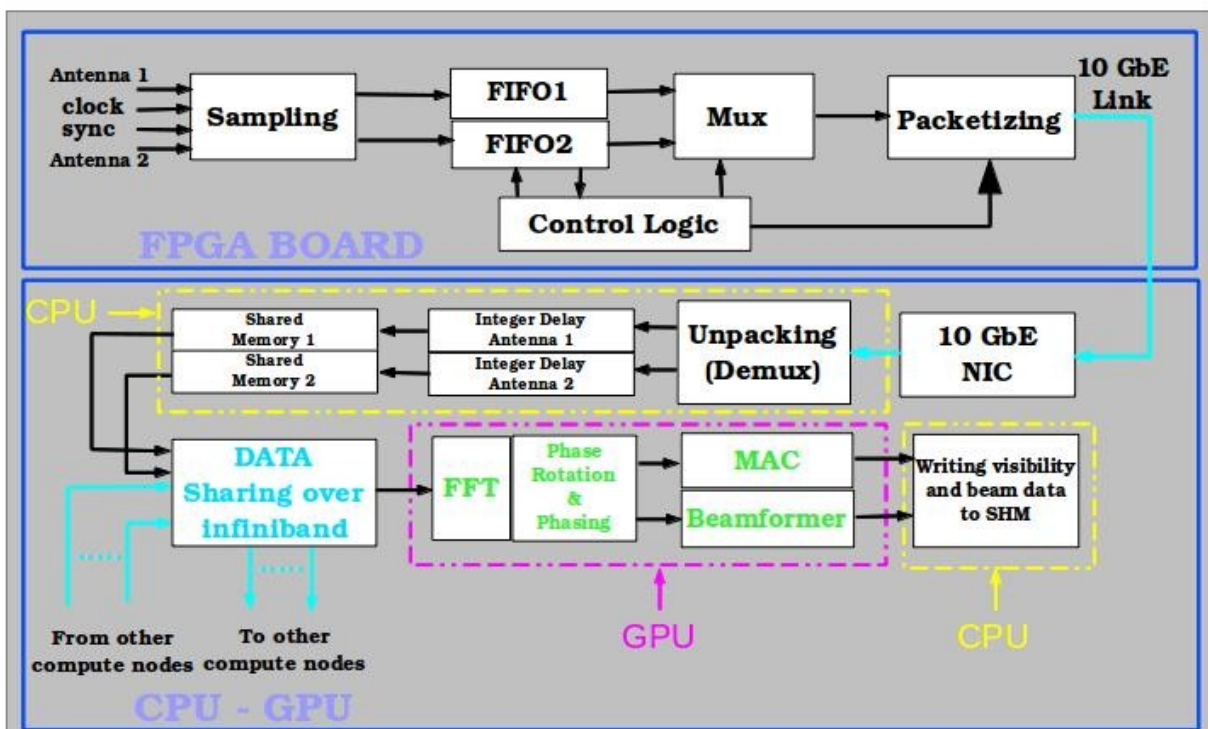 Antenna 1
clock
sync
Antenna 2
Sampling
FIFO1
FIFO2
Mux
Packetizing
10 GbE
Link
Control Logic
FPGA BOARD
CPU
Shared
Memory 1
Shared
Memory 2
Integer Delay
Antenna 1
Integer Delay
Antenna 2
Unpacking
(Demux)
10 GbE
NIC
DATA
Sharing over
infiniband
FFT
Phase
Rotation
&
Phasing
MAC
Beamformer
Writing visibility
and beam data
to SHM
From other
compute nodes
To other
compute nodes
GPU
CPU
CPU - GPU